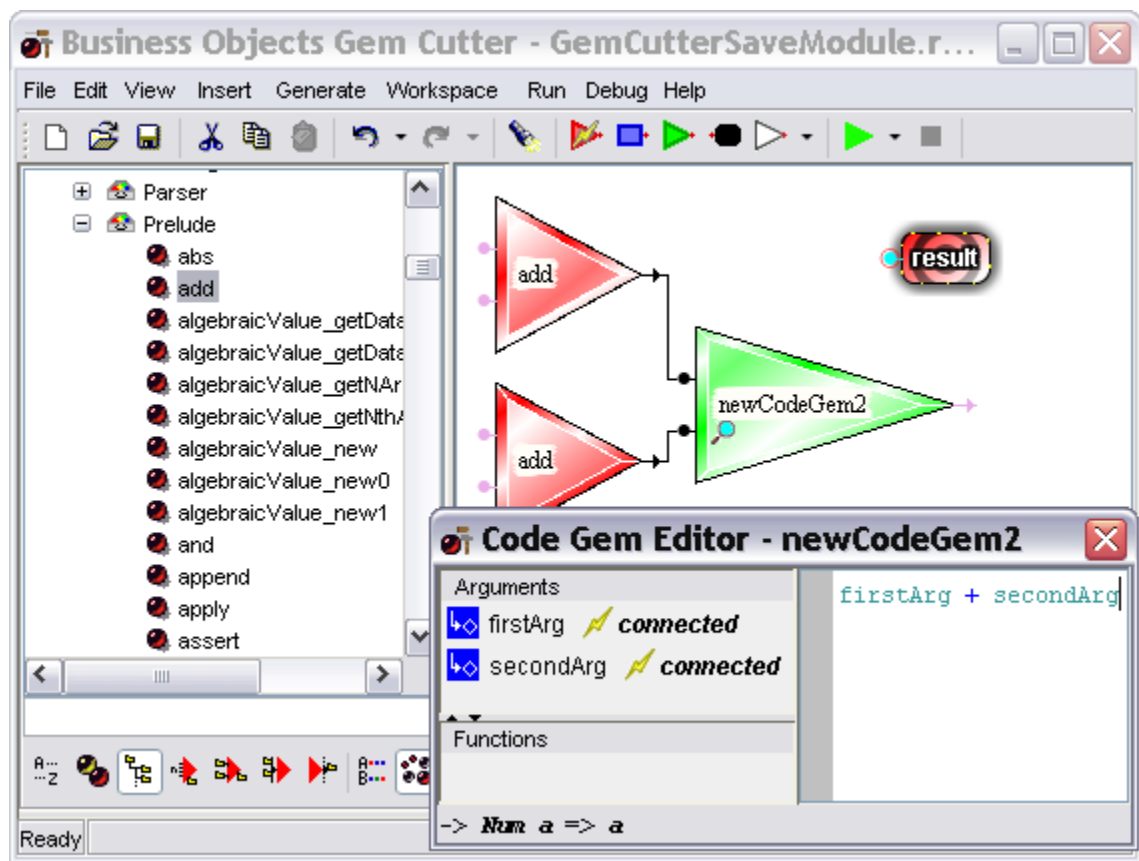 Business Objects Gem Cutter - GemCutterSaveModule.r...
File Edit View Insert Generate Workspace Run Debug Help
Parser
Prelude
abs
add
algebraicValue_getData
algebraicValue_getData
algebraicValue_getNAr
algebraicValue_getNthA
algebraicValue_new
algebraicValue_new0
algebraicValue_new1
and
append
apply
assert
add
result
newCodeGem2
add
Code Gem Editor - newCodeGem2
Arguments
firstArg connected
secondArg connected
Functions
firstArg + secondArg
-> Num a => a
A...
...Z
A...
B...
Ready